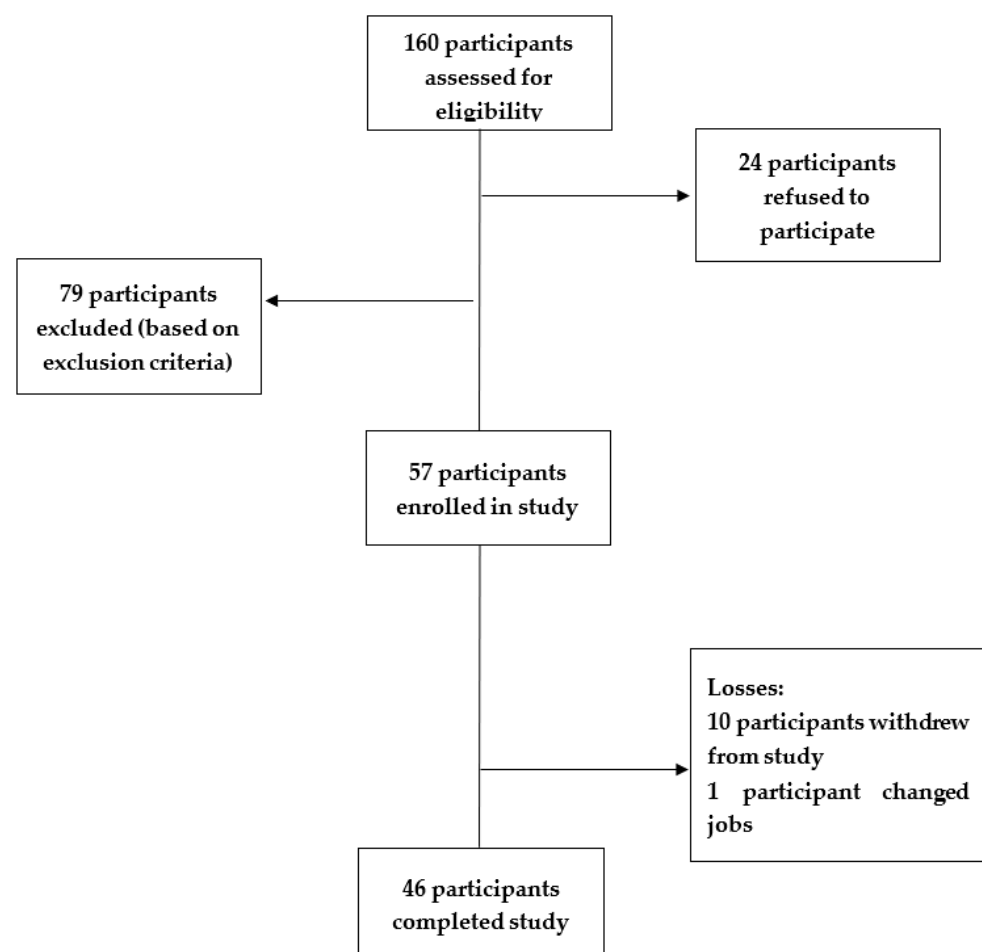 160 participants
assessed for
eligibility
24 participants
refused to
participate
79 participants
excluded (based on
exclusion criteria)
57 participants
enrolled in study
Losses:
10 participants withdrew
from study
1 participant changed
jobs
46 participants
completed study